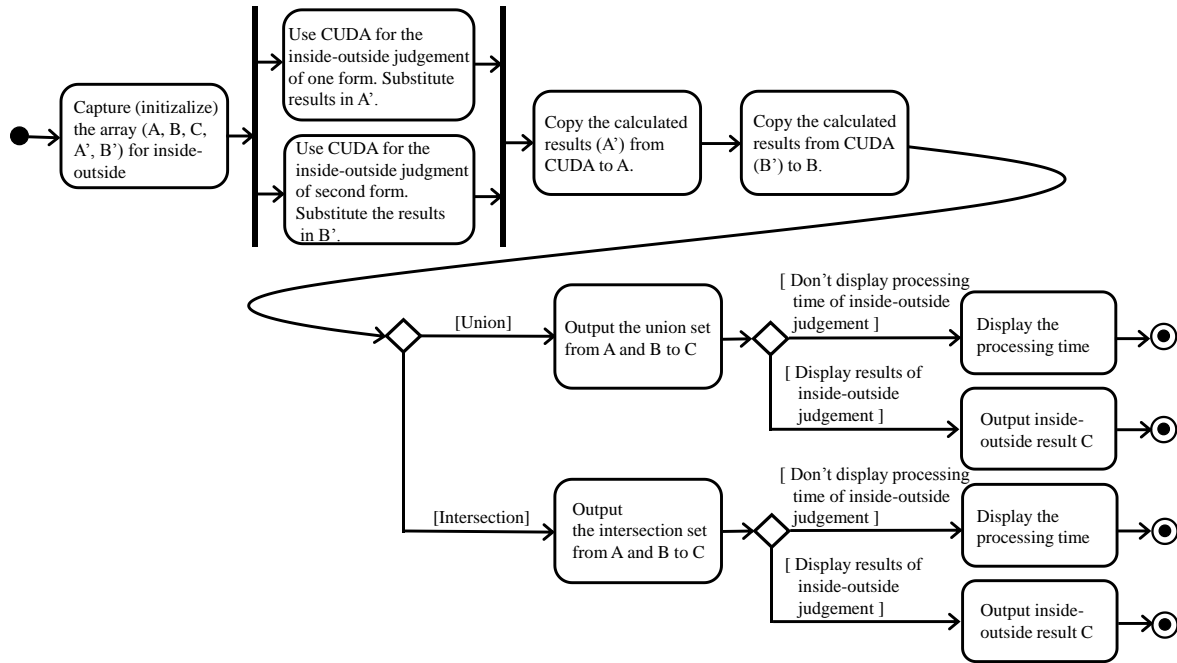 Capture (initizalize)
the array (A, B, C,
A', B') for inside-
outside
Use CUDA for the
inside-outside judgement
of one form. Substitute
results in A'.
Use CUDA for the
inside-outside judgment
of second form.
Substitute the results
in B'.
Copy the calculated
results (A') from
CUDA to A.
Copy the calculated
results from CUDA
(B') to B.
[Union]
Output the union set
from A and B to C
[ Don't display processing
time of inside-outside
judgement ]
Display the
processing time
[ Display results of
inside-outside
judgement ]
Output inside-
outside result C
[Intersection]
Output
the intersection set
from A and B to C
[ Don't display processing
time of inside-outside
judgement ]
Display the
processing time
[ Display results of
inside-outside
judgement ]
Output inside-
outside result C